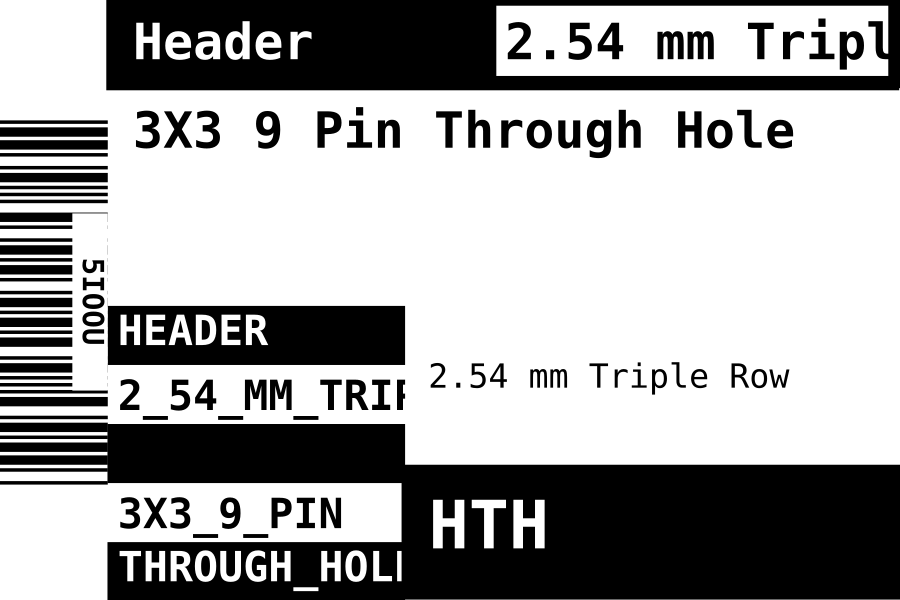 Header
2.54 mm Tripl
3X3 9 Pin Through Hole
5IOOU
HEADER
2_54_MM_TRIP
2.54 mm Triple Row
3X3_9_PIN
THROUGH_HOLE
HTH